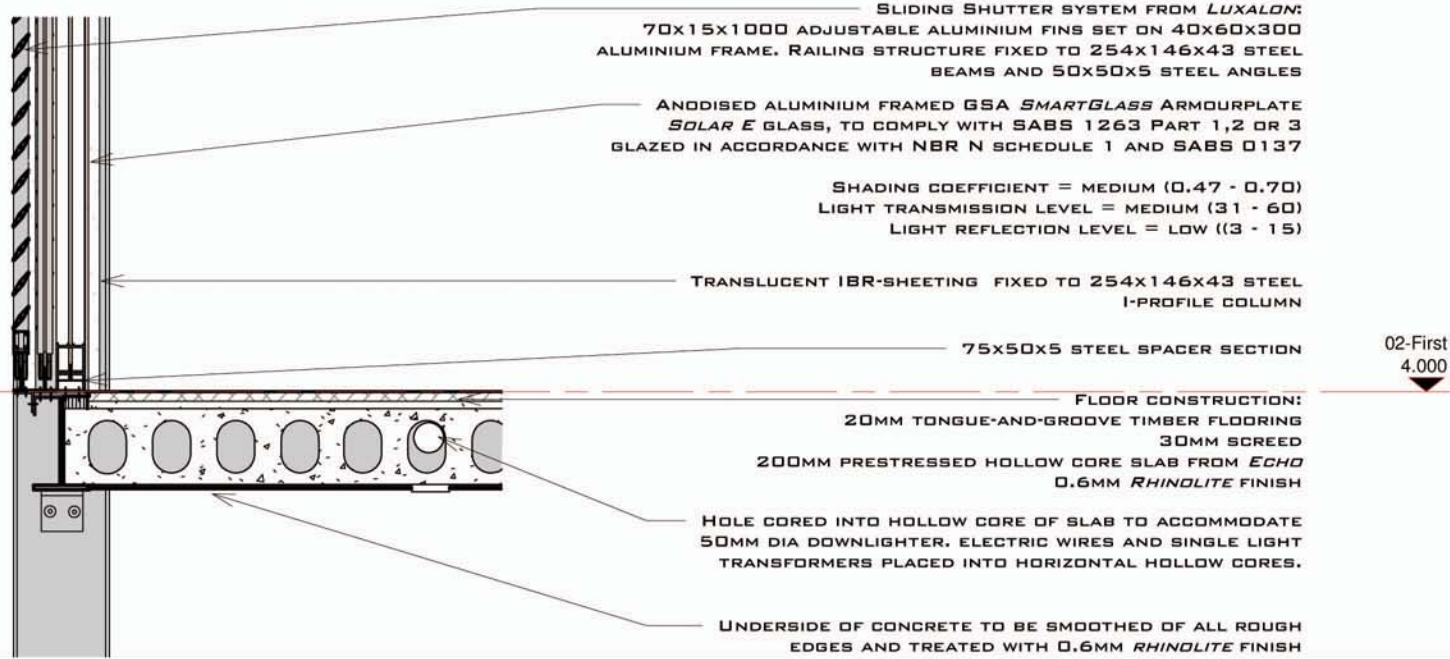 SLIDING SHUTTER SYSTEM FROM LUXALON:
70x15x1000 ADJUSTABLE ALUMINIUM FINS SET ON 40x60x300
ALUMINIUM FRAME. RAILING STRUCTURE FIXED TO 254x146x43 STEEL
BEAMS AND 50x50x5 STEEL ANGLES
ANODISED ALUMINIUM FRAMED GSA SMARTGLASS ARMOURPLATE
SOLAR E GLASS, TO COMPLY WITH SABS 1263 PART 1,2 OR 3
GLAZED IN ACCORDANCE WITH NBR N SCHEDULE 1 AND SABS 0137
SHADING COEFFICIENT = MEDIUM (0.47 - 0.70)
LIGHT TRANSMISSION LEVEL = MEDIUM (31 - 60)
LIGHT REFLECTION LEVEL = LOW ((3 - 15)
TRANSLUCENT IBR-SHEETING FIXED TO 254x146x43 STEEL
I-PROFILE COLUMN
75x50x5 STEEL SPACER SECTION
02-First
4.000
FLOOR CONSTRUCTION:
20MM TONGUE-AND-GROOVE TIMBER FLOORING
30MM SCREED
200MM PRESTRESSED HOLLOW CORE SLAB FROM ECHO
0.6MM RHINOLITE FINISH
HOLE CORED INTO HOLLOW CORE OF SLAB TO ACCOMMODATE
50MM DIA DOWNLIGHTER. ELECTRIC WIRES AND SINGLE LIGHT
TRANSFORMERS PLACED INTO HORIZONTAL HOLLOW CORES.
UNDERSIDE OF CONCRETE TO BE SMOOTHED OF ALL ROUGH
EDGES AND TREATED WITH 0.6MM RHINOLITE FINISH